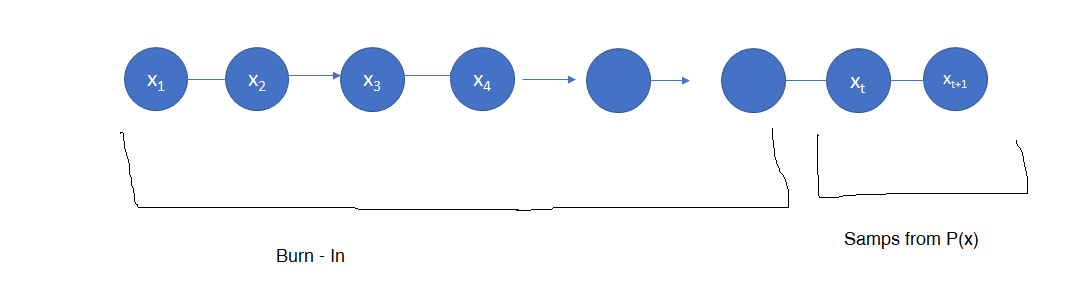 x1 x2 x3 x4 xt xt+1
Burn - In
Samps from P(x)